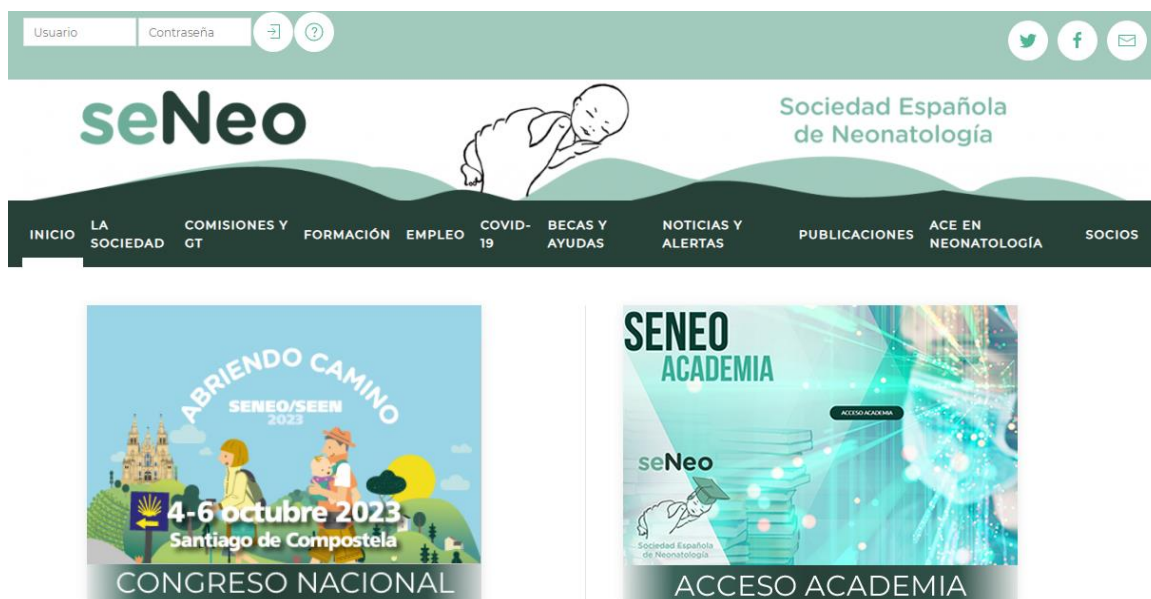 Usuario
Contraseña
seNeo
Sociedad Española
de Neonatología
INICIO
LA
SOCIEDAD
COMISIONES Y
GT
FORMACIÓN
EMPLEO
COVID-
19
BECAS Y
AYUDAS
NOTICIAS Y
ALERTAS
PUBLICACIONES
ACE EN
NEONATOLOGÍA
SOCIOS
ABRIENDO CAMINO
SENEO/SEEN
2023
4-6 octubre 2023
Santiago de Compostela
CONGRESO NACIONAL
SENEO
ACADEMIA
ACCESO ACADEMIA
seNeo
Sociedad Española
de Neonatología
ACCESO ACADEMIA